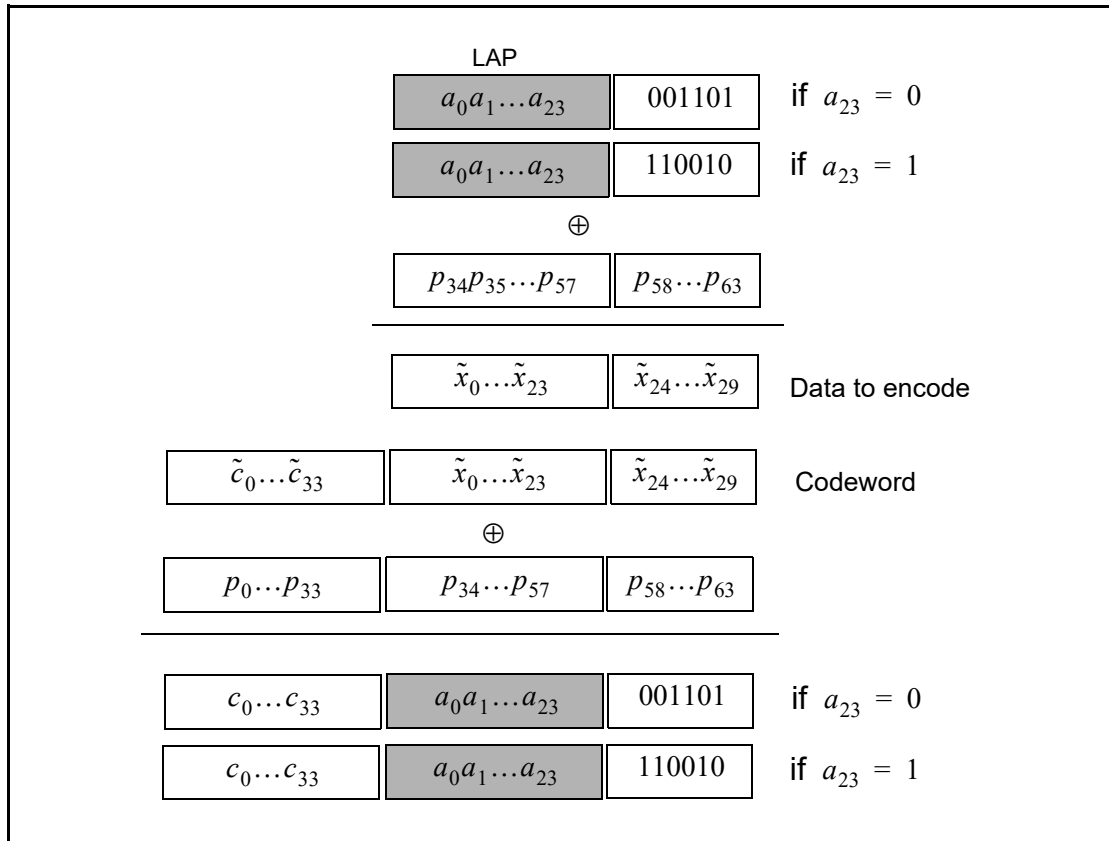 LAP
a₀a₁…a₂₃ 001101 if a₂₃ = 0
a₀a₁…a₂₃ 110010 if a₂₃ = 1
⊕
p₃₄p₃₅…p₅₇ p₅₈…p₆₃
x̃₀…x̃₂₃ x̃₂₄…x̃₂₉ Data to encode
c̃₀…c̃₃₃ x̃₀…x̃₂₃ x̃₂₄…x̃₂₉ Codeword
⊕
p₀…p₃₃ p₃₄…p₅₇ p₅₈…p₆₃
c₀…c₃₃ a₀a₁…a₂₃ 001101 if a₂₃ = 0
c₀…c₃₃ a₀a₁…a₂₃ 110010 if a₂₃ = 1